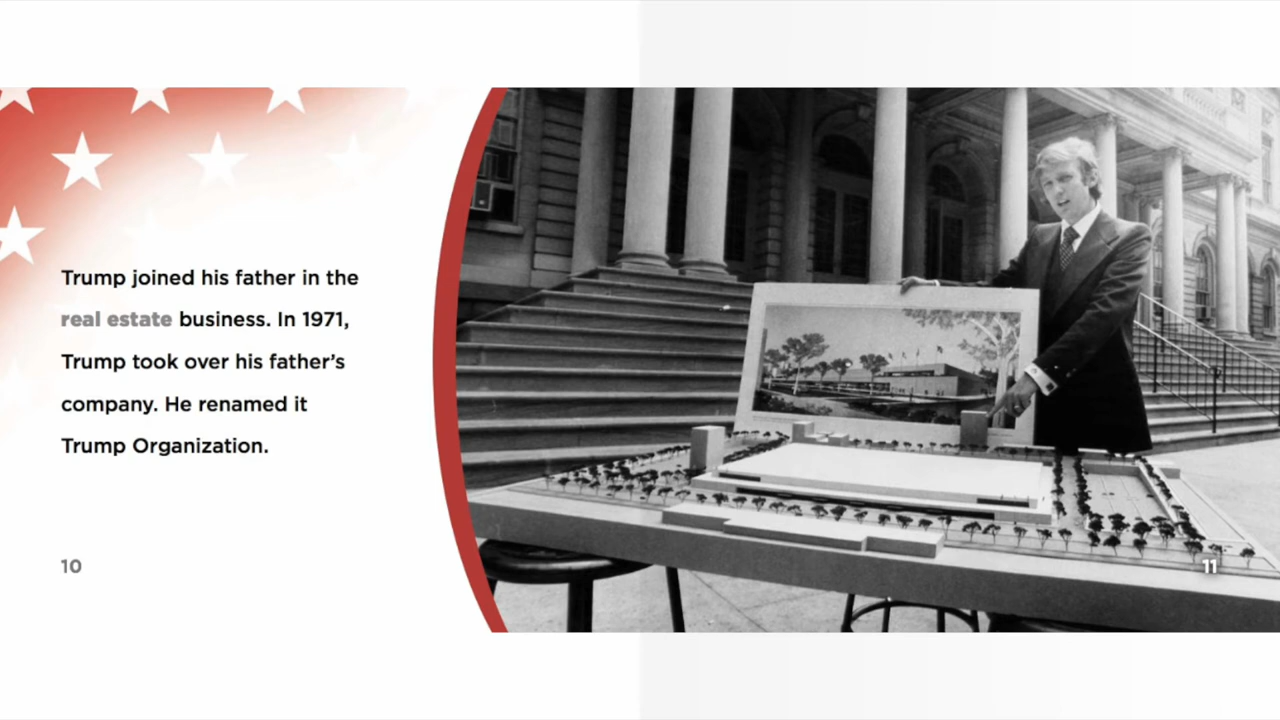 Trump joined his father in the
real estate business. In 1971,
Trump took over his father’s
company. He renamed it
Trump Organization.
10
11